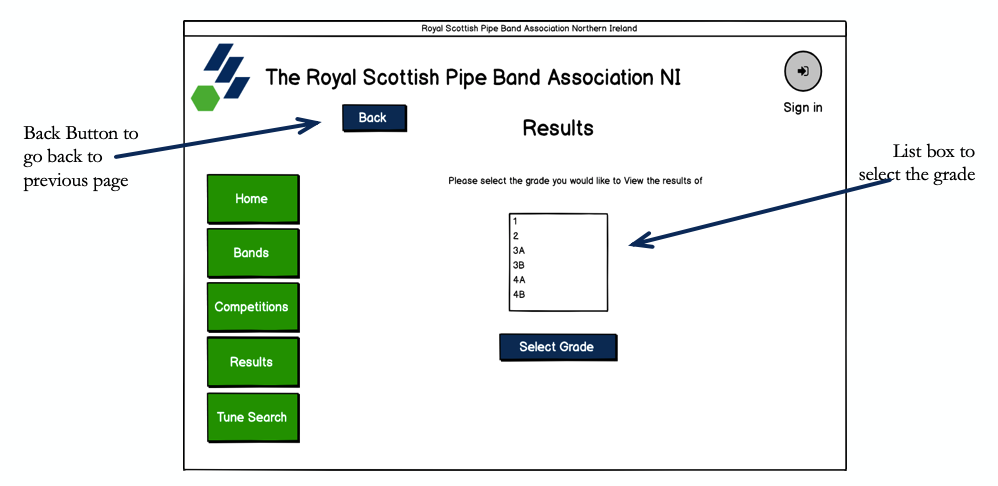 Royal Scottish Pipe Band Association Northern Ireland
The Royal Scottish Pipe Band Association NI
Sign in
Back
Results
Back Button to
go back to
previous page
List box to
select the grade
Please select the grade you would like to View the results of
Home
Bands
Competitions
Results
Tune Search
1
2
3A
3B
4A
4B
Select Grade